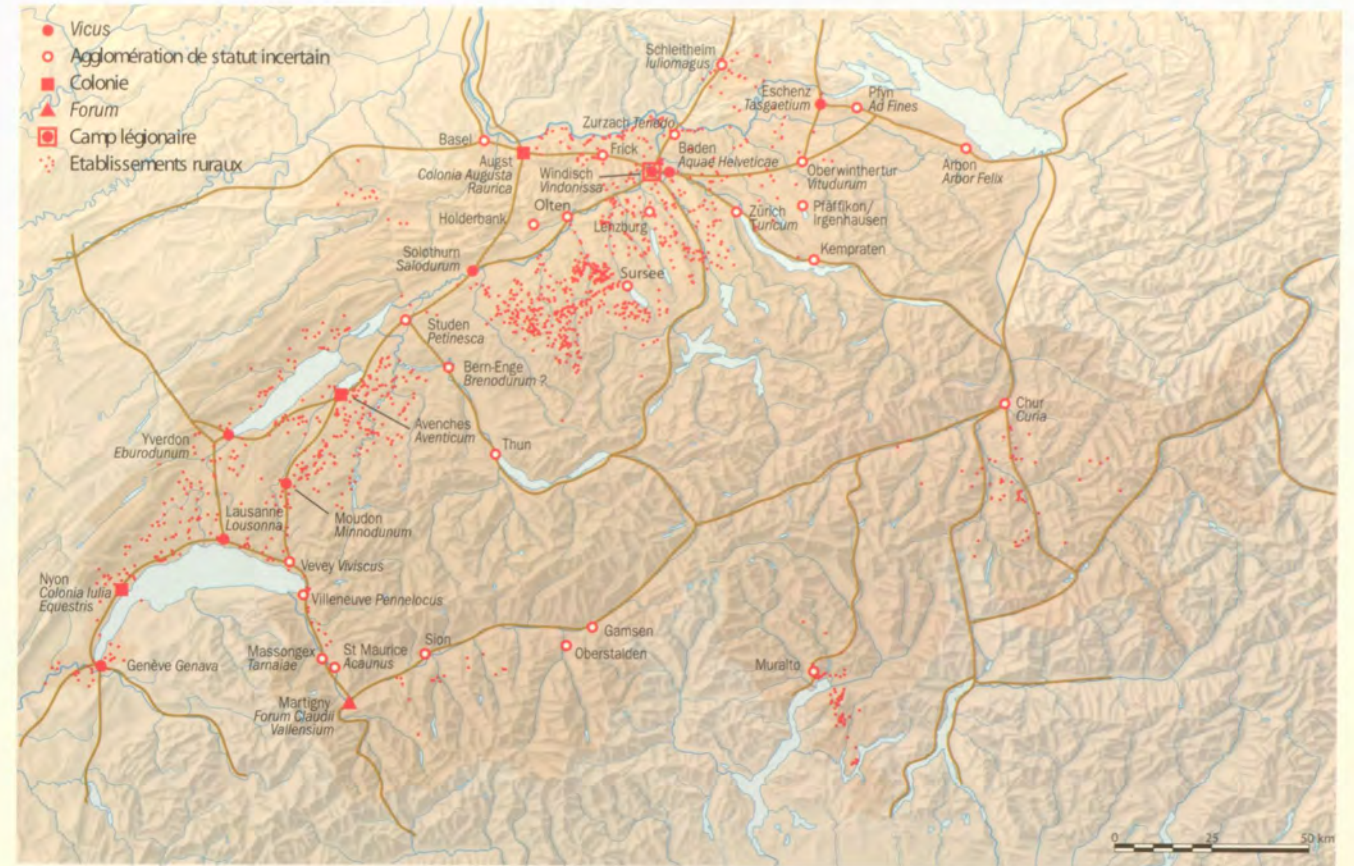 Vicus
Agglomération de statut incertain
Colonie
Forum
Camp légionaire
Etablissements ruraux
Schleitheim
Iuliomagus
Eschenz
Tasgaetium
Pfyn
Ad Fines
Zurzach Tenedo
Basel
Frick
Baden
Aquae Helveticae
Augst
Colonia Augusta
Raurica
Windisch
Vindonissa
Oberwinthertur
Vitudurum
Arbon
Arbor Felix
Holderbank
Olten
Lenzburg
Zürich
Turicum
Pfäffikon/
Irgenhausen
Kempraten
Solothurn
Salodurum
Sursee
Studen
Petinesca
Bern-Enge
Brenodurum ?
Chur
Curia
Avenches
Aventicum
Yverdon
Eburodunum
Thun
Lausanne
Lousonna
Moudon
Minnodunum
Vevey Viviscus
Nyon
Colonia Iulia
Equestris
Villeneuve Pennelocus
Gamsen
Oberstalden
Sion
Massongex
Tarnaiae
St Maurice
Acaunus
Genève Genava
Muralto
Martigny
Forum Claudii
Vallensium
0 25 50 km